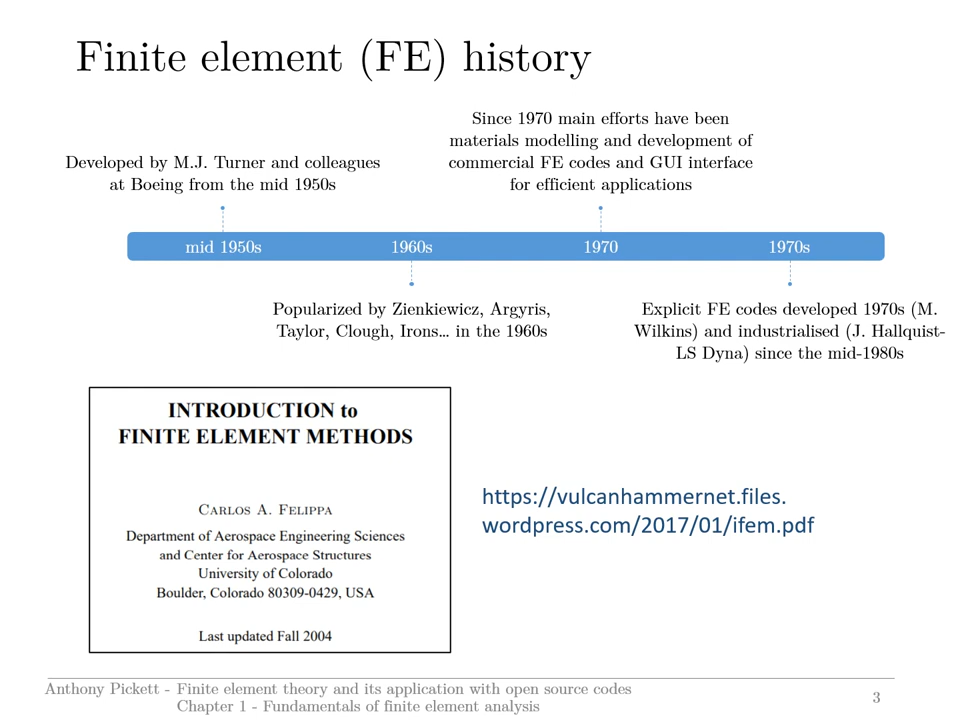 Finite element (FE) history
Developed by M.J. Turner and colleagues
at Boeing from the mid 1950s
Since 1970 main efforts have been
materials modelling and development of
commercial FE codes and GUI interface
for efficient applications
mid 1950s
1960s
1970
1970s
Popularized by Zienkiewicz, Argyris,
Taylor, Clough, Irons… in the 1960s
Explicit FE codes developed 1970s (M.
Wilkins) and industrialised (J. Hallquist-
LS Dyna) since the mid-1980s
INTRODUCTION to
FINITE ELEMENT METHODS
CARLOS A. FELIPPA
Department of Aerospace Engineering Sciences
and Center for Aerospace Structures
University of Colorado
Boulder, Colorado 80309-0429, USA
Last updated Fall 2004
https://vulcanhammernet.files.
wordpress.com/2017/01/ifem.pdf
Anthony Pickett - Finite element theory and its application with open source codes
Chapter 1 - Fundamentals of finite element analysis
3